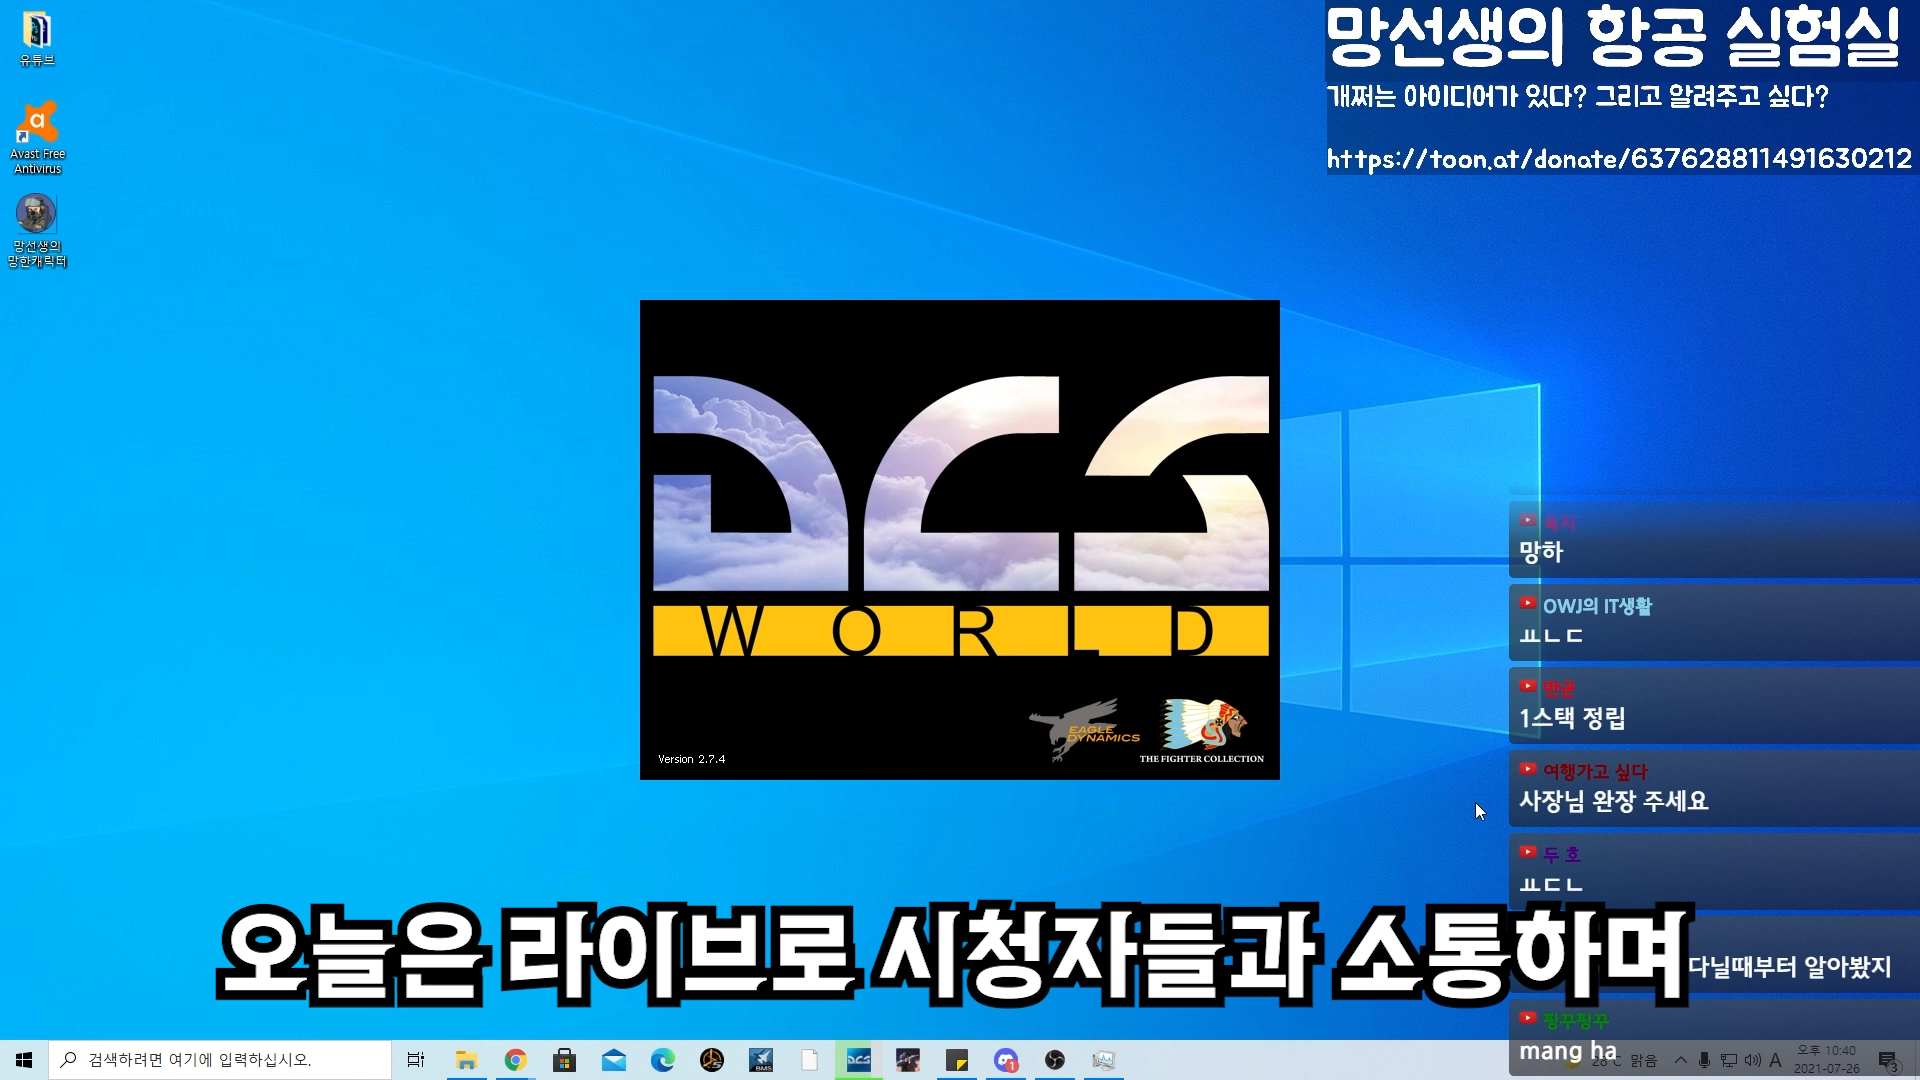 유튜브
Avast Free
Antivirus
망선생의
망한캐릭터
망선생의 항공 실험실
개쩌는 아이디어가 있다? 그리고 알려주고 싶다?
https://toon.at/donate/637628811491630212
DCS
WORLD
EAGLE
DYNAMICS
THE FIGHTER COLLECTION
Version 2.7.4
망하
OWJ의 IT생활
ㅛㄴㄷ
1스택 정립
여행가고 싶다
사장님 완장 주세요
두 호
ㅛㄷㄴ
다닐때부터 알아봤지
핑꾸핑꾸
mang ha
오늘은 라이브로 시청자들과 소통하며
검색하려면 여기에 입력하십시오.
a
BMS
DCS
1
28°C 맑음
A
오후 10:40
2021-07-26
3